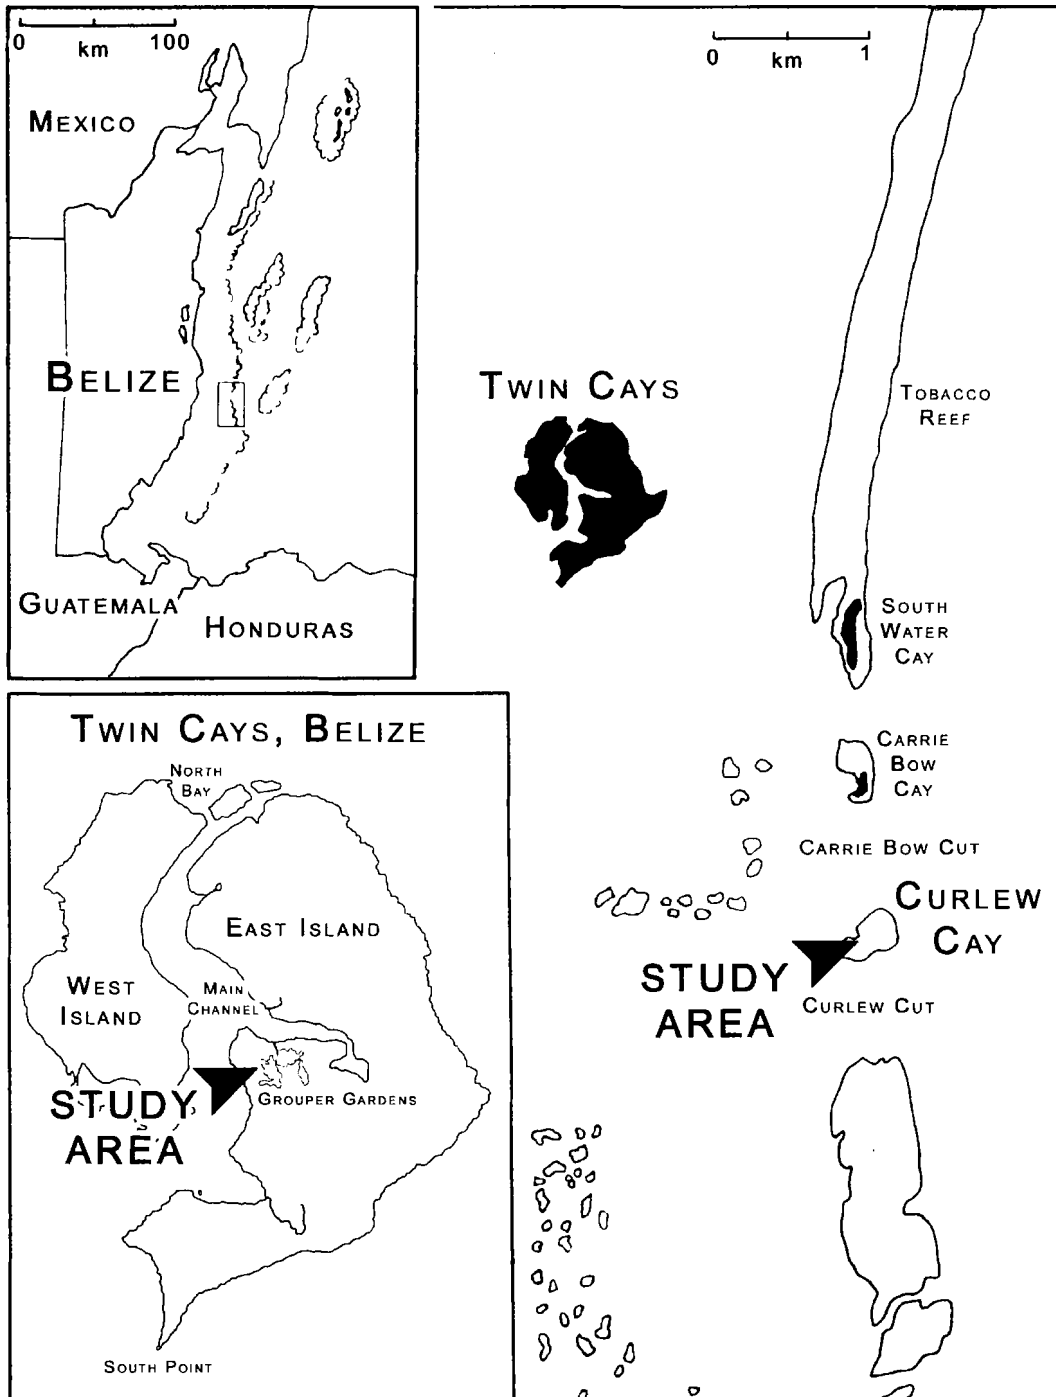 0 km 100
MEXICO
BELIZE
GUATEMALA
HONDURAS
0 km 1
TWIN CAYS
TOBACCO
REEF
SOUTH
WATER
CAY
CARRIE
BOW
CAY
CARRIE BOW CUT
CURLEW
CAY
STUDY
AREA
CURLEW CUT
TWIN CAYS, BELIZE
NORTH
BAY
EAST ISLAND
WEST
ISLAND
MAIN
CHANNEL
STUDY
AREA
GROUPER GARDENS
SOUTH POINT